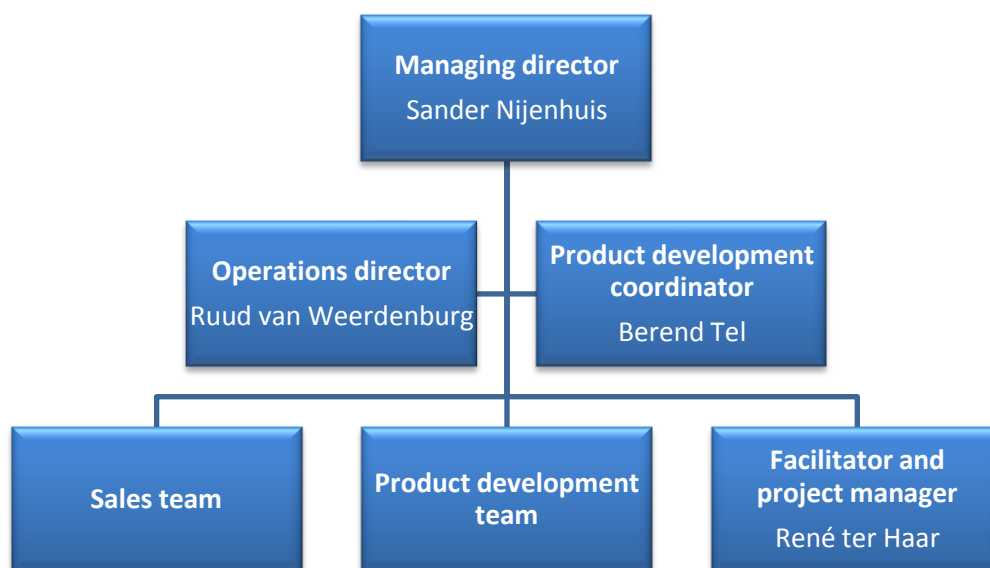 Managing director
Sander Nijenhuis
Operations director
Ruud van Weerdenburg
Product development
coordinator
Berend Tel
Sales team
Product development
team
Facilitator and
project manager
René ter Haar